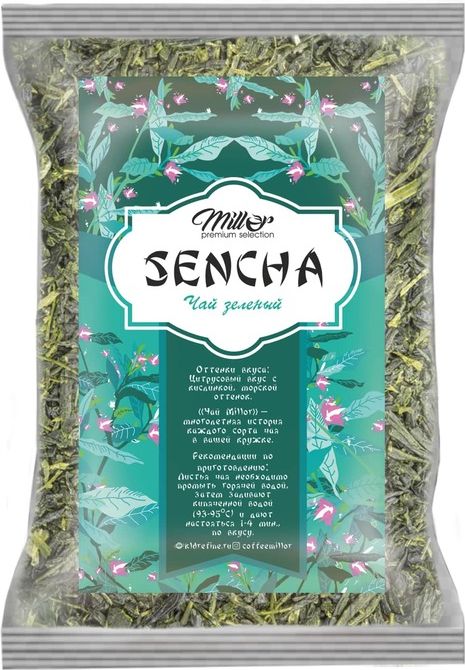 Millor
premium selection
SENCHA
Чай зеленый
Оттенки вкуса:
Цитрусовый вкус с
кислинкой, морской
оттенок.
«Чай Millor» —
многолетняя история
каждого сорта чая
в вашей кружке.
Рекомендации по
приготовлению:
Листья чая необходимо
промыть горячей водой.
Затем заливают
кипяченной водой
(93-95°C) и дают
настояться 1-4 мин.,
по вкусу.
kldrefine.ru coffeemillor